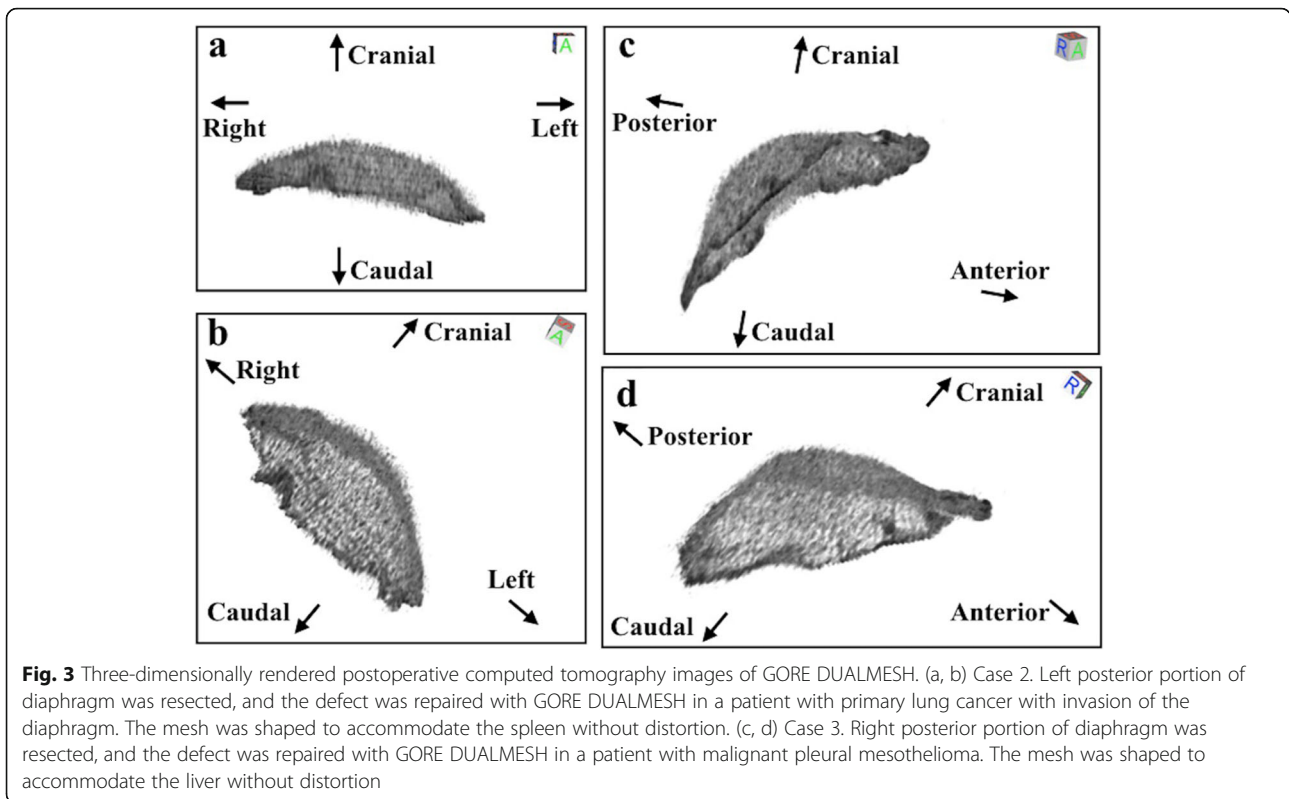 a
A
Cranial
Right
Left
Caudal
b
A
Cranial
Right
Left
Caudal
c
R A
Cranial
Posterior
Anterior
Caudal
d
R
Cranial
Posterior
Anterior
Caudal
Fig. 3 Three-dimensionally rendered postoperative computed tomography images of GORE DUALMESH. (a, b) Case 2. Left posterior portion of
diaphragm was resected, and the defect was repaired with GORE DUALMESH in a patient with primary lung cancer with invasion of the
diaphragm. The mesh was shaped to accommodate the spleen without distortion. (c, d) Case 3. Right posterior portion of diaphragm was
resected, and the defect was repaired with GORE DUALMESH in a patient with malignant pleural mesothelioma. The mesh was shaped to
accommodate the liver without distortion